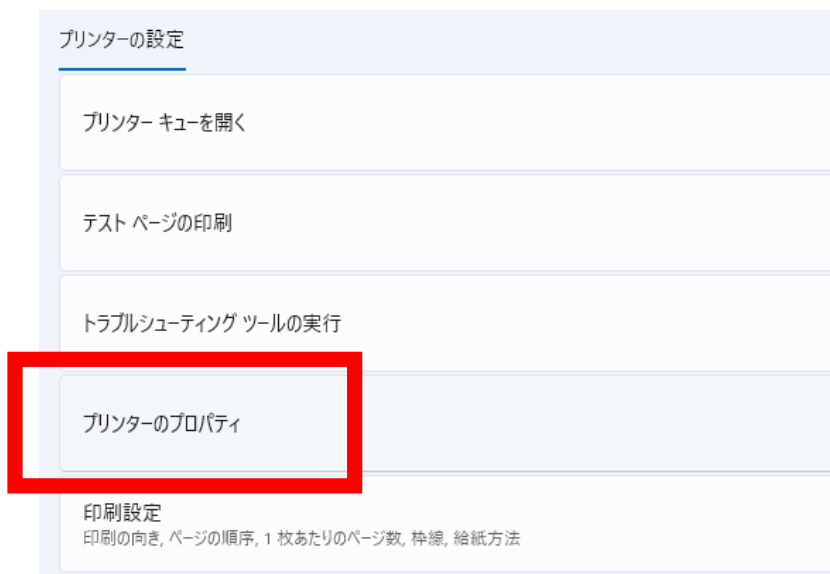 プリンターの設定
プリンター キューを開く
テスト ページの印刷
トラブルシューティング ツールの実行
プリンターのプロパティ
印刷設定
印刷の向き, ページの順序, 1 枚あたりのページ数, 枠線, 給紙方法